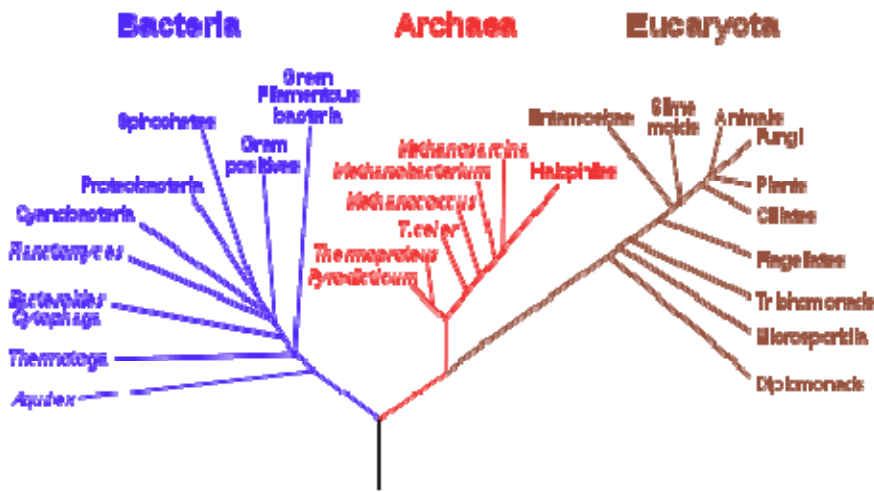 Bacteria
Archaea
Eucaryota
Green
Filamentous
bacteria
Spirochetes
Gram
positives
Proteobacteria
Cyanobacteria
Planctomyces
Bacteroides
Cytophaga
Thermotoga
Aquifex
Methanosarcina
Methanobacterium
Halophiles
Methanococcus
T.celer
Thermoproteus
Pyrodicticum
Entamoebae
Slime
molds
Animals
Fungi
Plants
Ciliates
Flagellates
Trichomonads
Microsporidia
Diplomonads